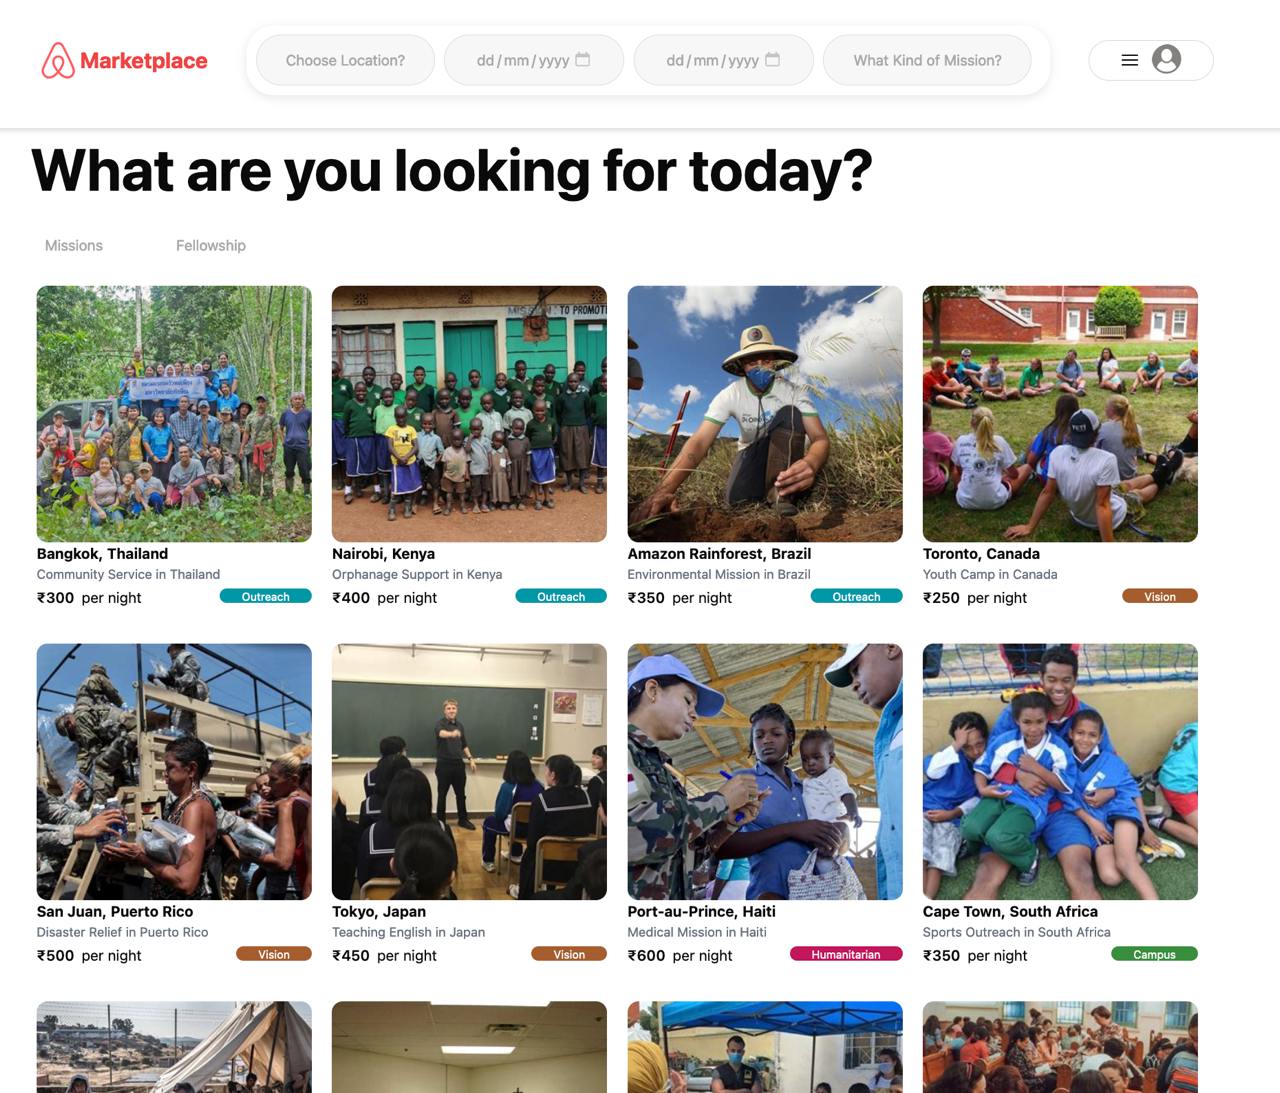 Marketplace
Choose Location?
dd/mm/yyyy
dd/mm/yyyy
What Kind of Mission?
What are you looking for today?
Missions
Fellowship
MISSION: TO PROMOT
Bangkok, Thailand
Community Service in Thailand
₹300 per night
Outreach
Nairobi, Kenya
Orphanage Support in Kenya
₹400 per night
Outreach
Amazon Rainforest, Brazil
Environmental Mission in Brazil
₹350 per night
Outreach
YETI
Toronto, Canada
Youth Camp in Canada
₹250 per night
Vision
San Juan, Puerto Rico
Disaster Relief in Puerto Rico
₹500 per night
Vision
Tokyo, Japan
Teaching English in Japan
₹450 per night
Vision
Port-au-Prince, Haiti
Medical Mission in Haiti
₹600 per night
Humanitarian
Cape Town, South Africa
Sports Outreach in South Africa
₹350 per night
Campus